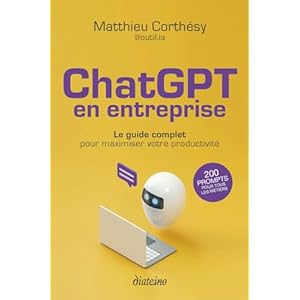 Matthieu Corthésy
@outil.ia
ChatGPT
en entreprise
Le guide complet
pour maximiser votre productivité
200
PROMPTS
POUR TOUS
LES MÉTIERS
diateino